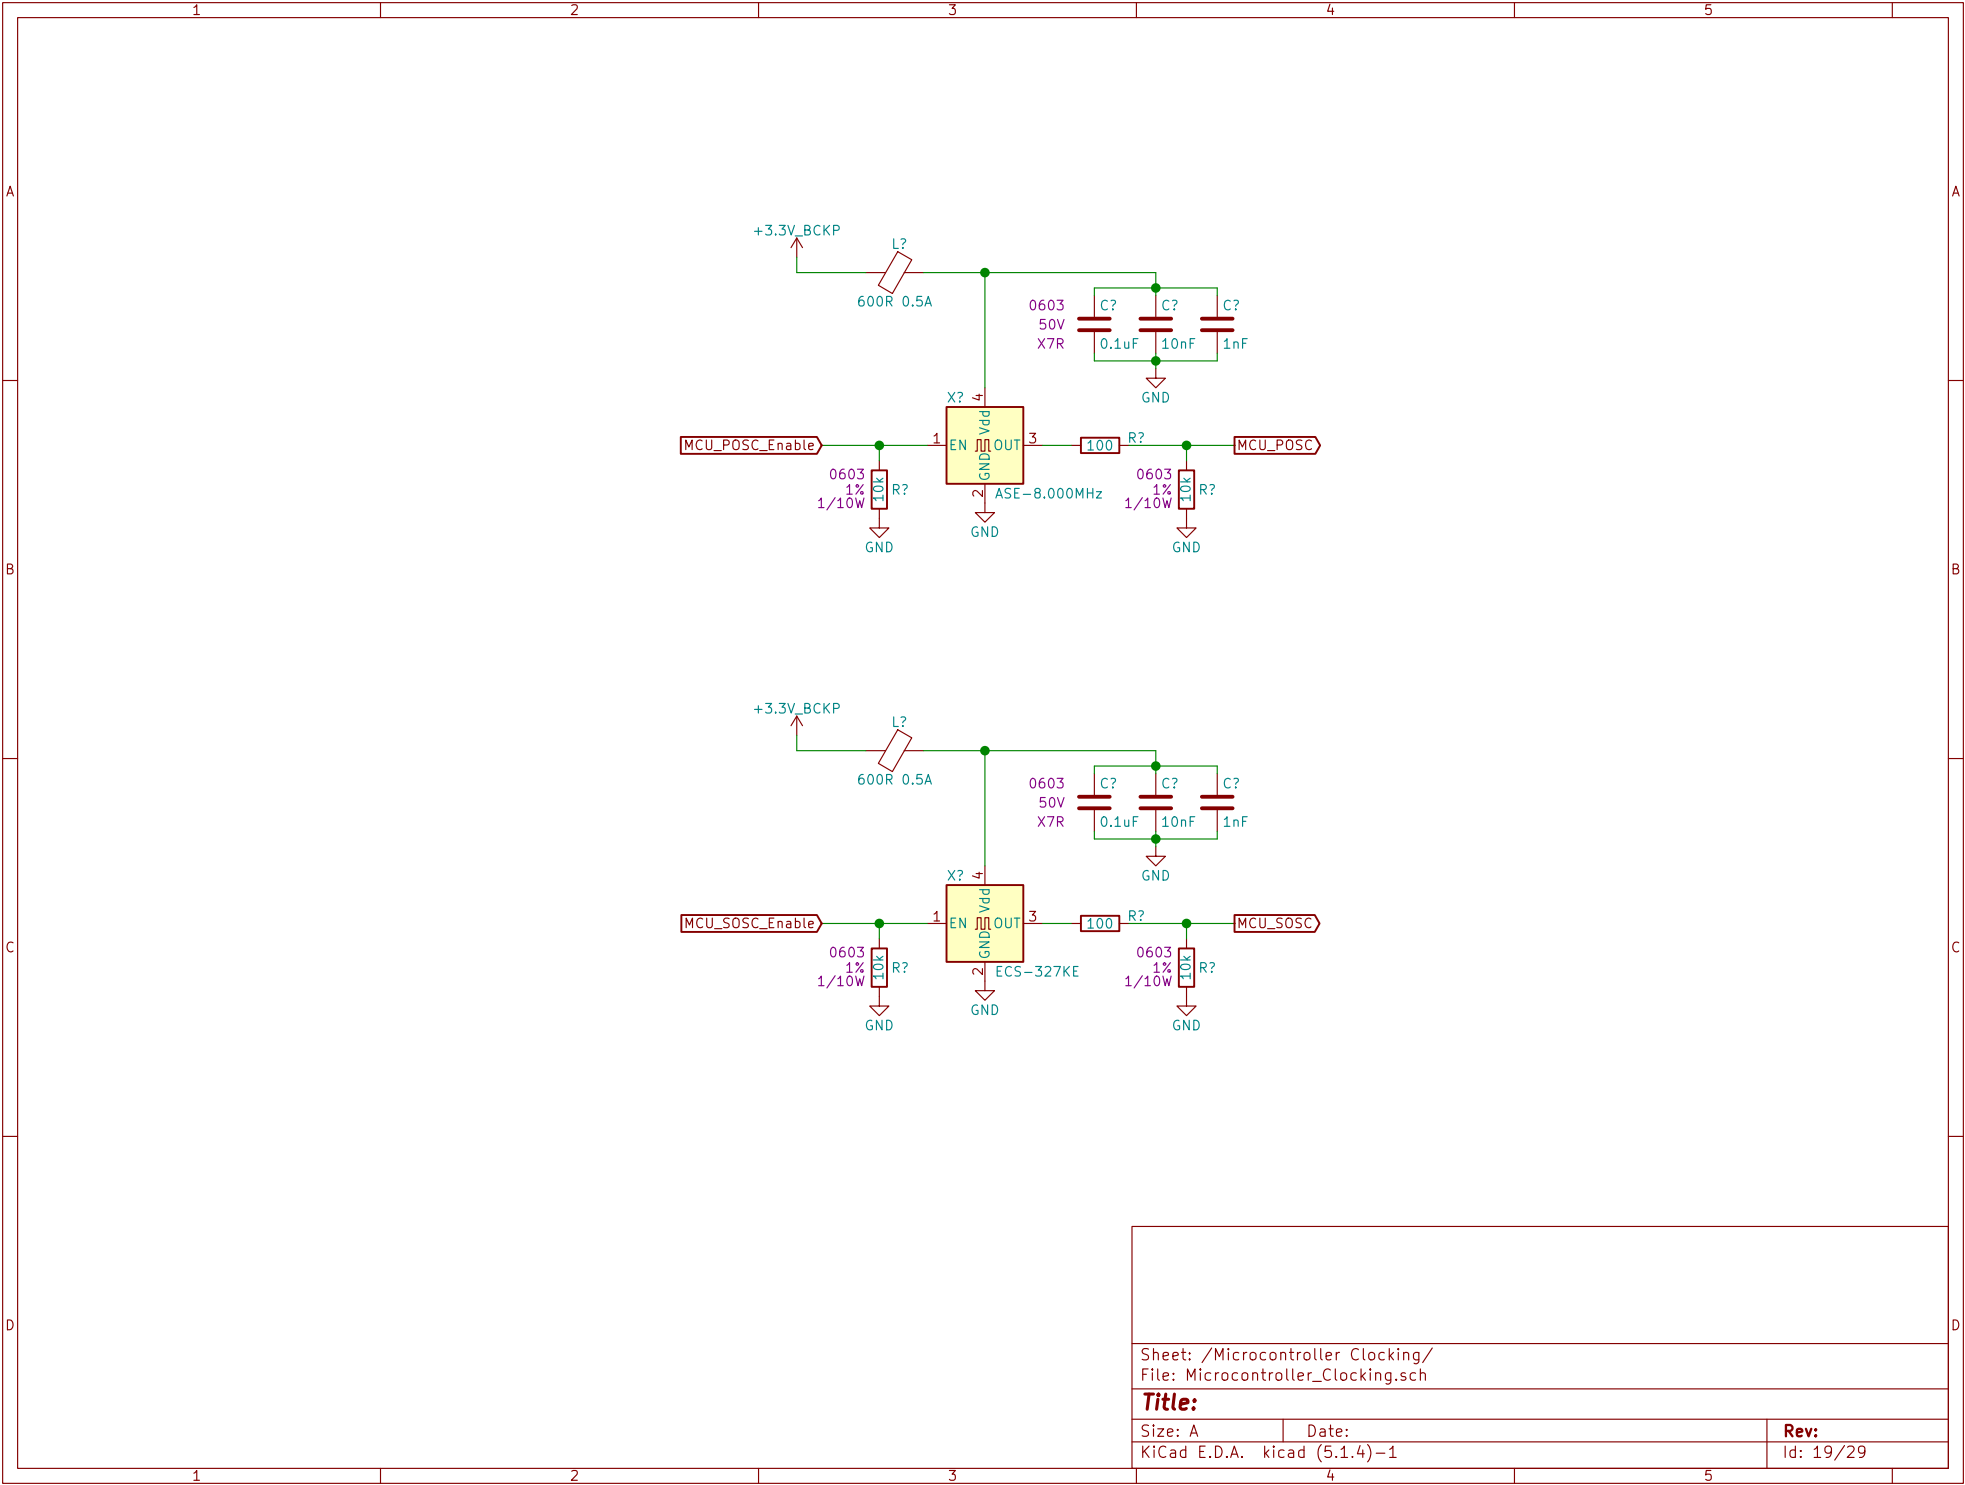 1 2 3 4 5
A A
+3.3V_BCKP
L?
600R 0.5A
0603 C? C? C?
50V
X7R 0.1uF 10nF 1nF
GND
B B
X? 4
Vdd
MCU_POSC_Enable 1 EN OUT 3 100 R? MCU_POSC
GND
0603 0603
1% 10k R? 1% 10k R?
1/10W 1/10W
2 ASE-8.000MHz
GND
GND GND
+3.3V_BCKP
L?
600R 0.5A
0603 C? C? C?
50V
X7R 0.1uF 10nF 1nF
GND
C C
X? 4
Vdd
MCU_SOSC_Enable 1 EN OUT 3 100 R? MCU_SOSC
GND
0603 0603
1% 10k R? 1% 10k R?
1/10W 1/10W
2 ECS-327KE
GND
GND GND
D D
Sheet: /Microcontroller Clocking/
File: Microcontroller_Clocking.sch
Title:
Size: A Date: Rev:
KiCad E.D.A. kicad (5.1.4)-1 Id: 19/29
1 2 3 4 5